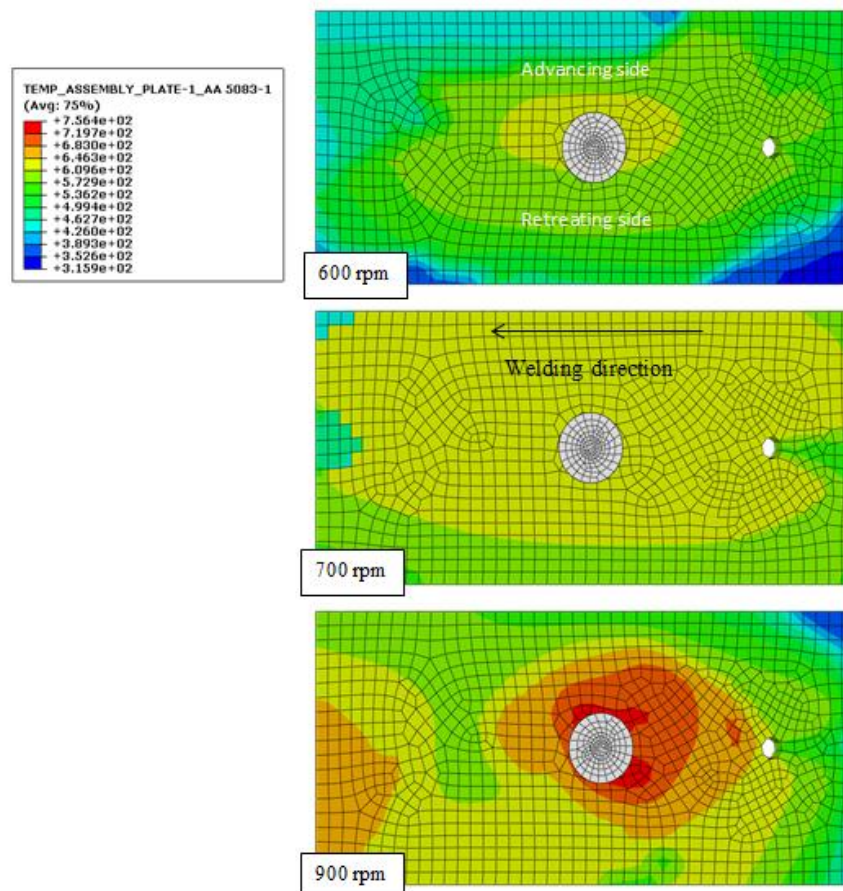 TEMP_ASSEMBLY_PLATE-1_AA 5083-1
(Avg: 75%)
+7.564e+02
+7.197e+02
+6.830e+02
+6.463e+02
+6.096e+02
+5.729e+02
+5.362e+02
+4.994e+02
+4.627e+02
+4.260e+02
+3.893e+02
+3.526e+02
+3.159e+02
Advancing side
Retreating side
600 rpm
Welding direction
700 rpm
900 rpm